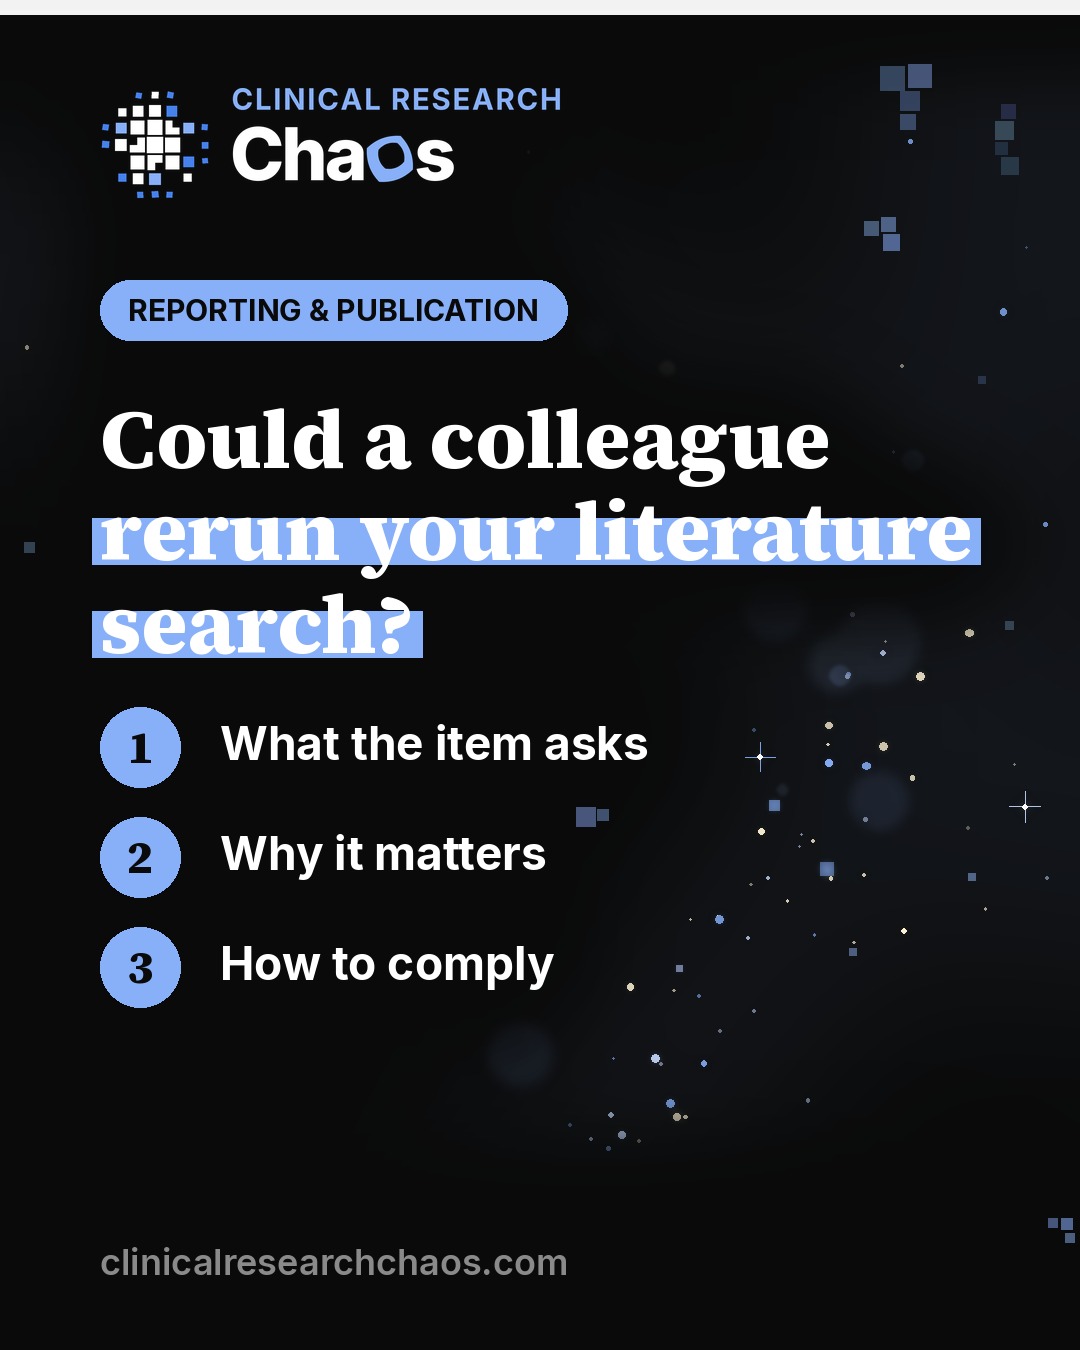 CLINICAL RESEARCH
Chaos
REPORTING & PUBLICATION
Could a colleague
rerun your literature
search?
1 What the item asks
2 Why it matters
3 How to comply
clinicalresearchchaos.com